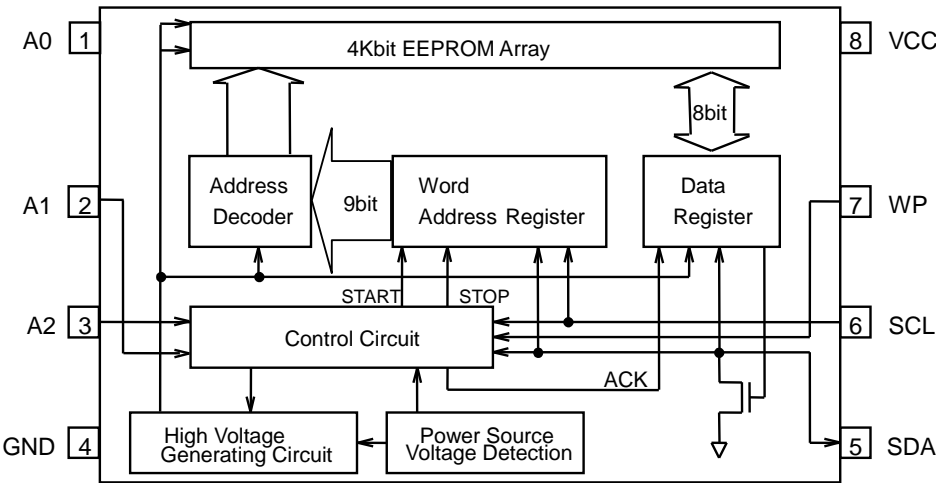 A0 1
4Kbit EEPROM Array
8 VCC
8bit
Address
Decoder
9bit
Word
Address Register
Data
Register
A1 2
7 WP
START
STOP
A2 3
Control Circuit
6 SCL
ACK
GND 4
High Voltage
Generating Circuit
Power Source
Voltage Detection
5 SDA